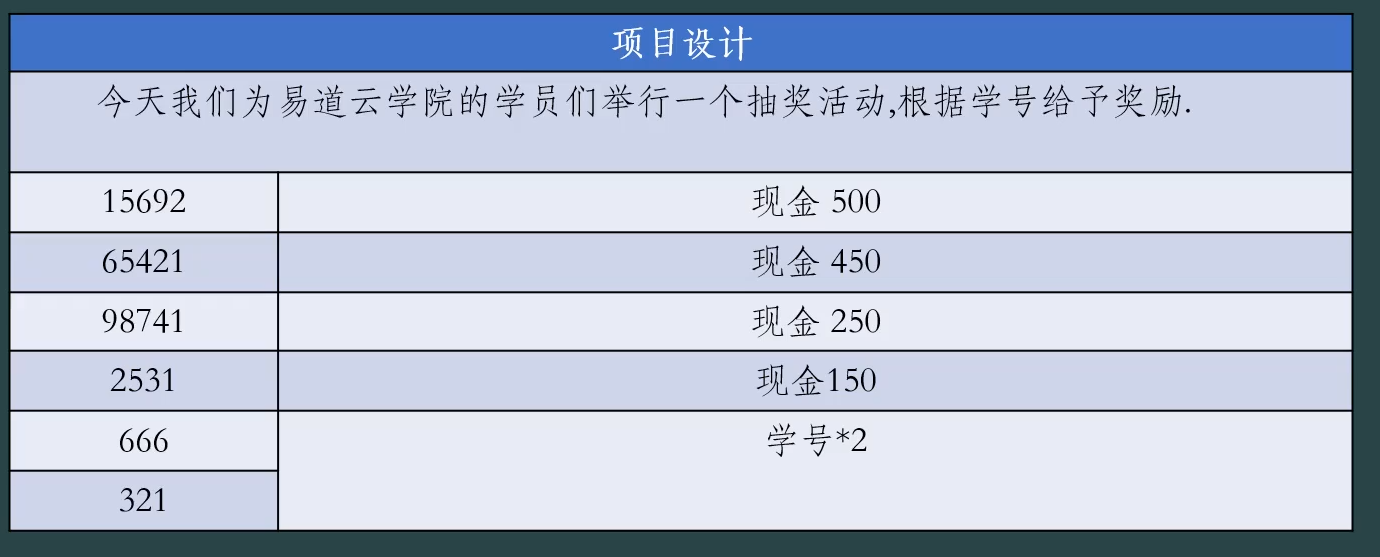 项目设计
今天我们为易道云学院的学员们举行一个抽奖活动,根据学号给予奖励.
15692 现金 500
65421 现金 450
98741 现金 250
2531 现金150
666 学号*2
321